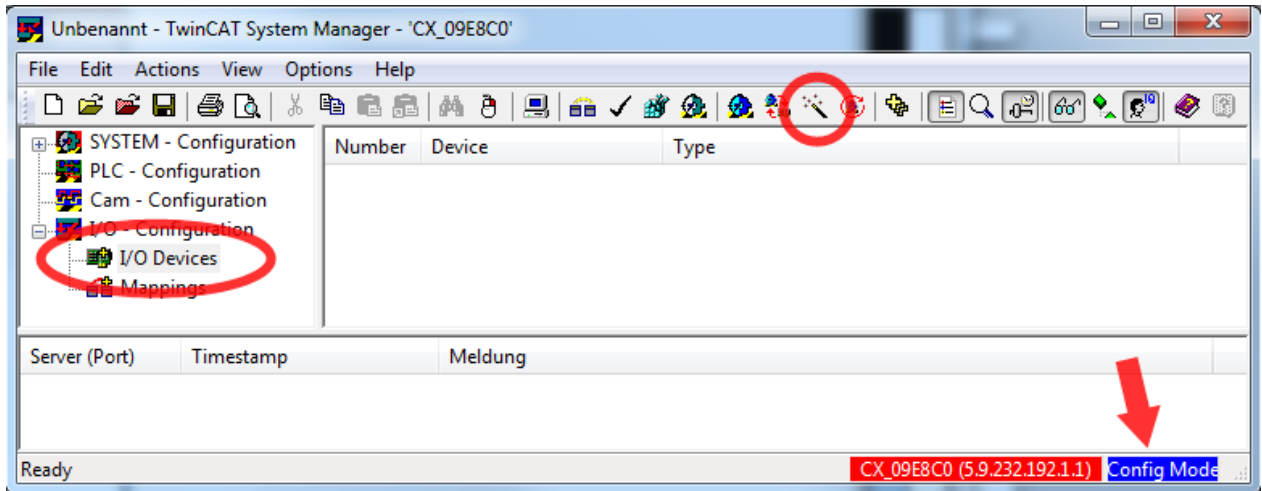 Unbenannt - TwinCAT System Manager - 'CX_09E8C0'
File Edit Actions View Options Help
SYSTEM - Configuration
PLC - Configuration
Cam - Configuration
I/O - Configuration
I/O Devices
Mappings
Number Device Type
Server (Port) Timestamp Meldung
Ready CX_09E8C0 (5.9.232.192.1.1) Config Mode